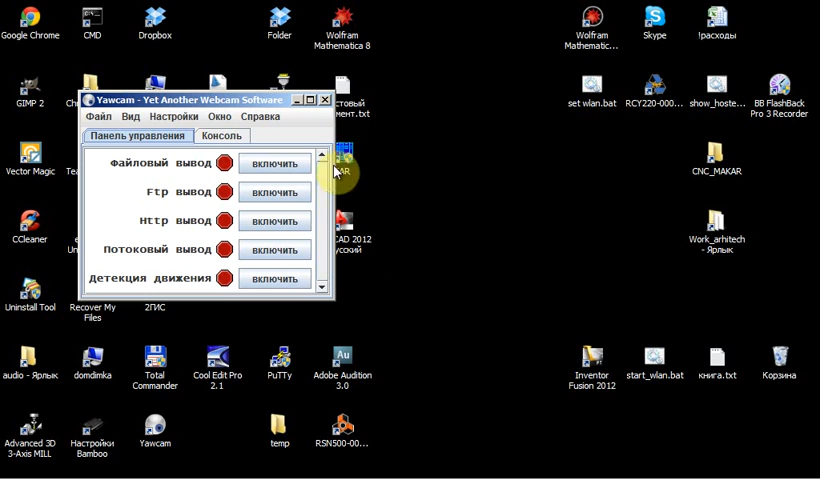 Google Chrome
CMD
Dropbox
Folder
Wolfram
Mathematica 8
Wolfram
Mathematic...
Skype
!расходы
Yawcam - Yet Another Webcam Software
Файл Вид Настройки Окно Справка
Панель управления Консоль
Файловый вывод включить
Ftp вывод включить
Http вывод включить
Потоковый вывод включить
Детекция движения включить
GIMP 2
set wlan.bat
RCY220-000...
show_hoste...
BB FlashBack
Pro 3 Recorder
Vector Magic
CNC_MAKAR
CCleaner
Work_arhitech
- Ярлык
Uninstall Tool
Recover My
Files
2ГИС
audio - Ярлык
domdimka
Total
Commander
Cool Edit Pro
2.1
PuTTy
Adobe Audition
3.0
Inventor
Fusion 2012
start_wlan.bat
книга.txt
Корзина
Advanced 3D
3-Axis MILL
Настройки
Bamboo
Yawcam
temp
RSN500-00...